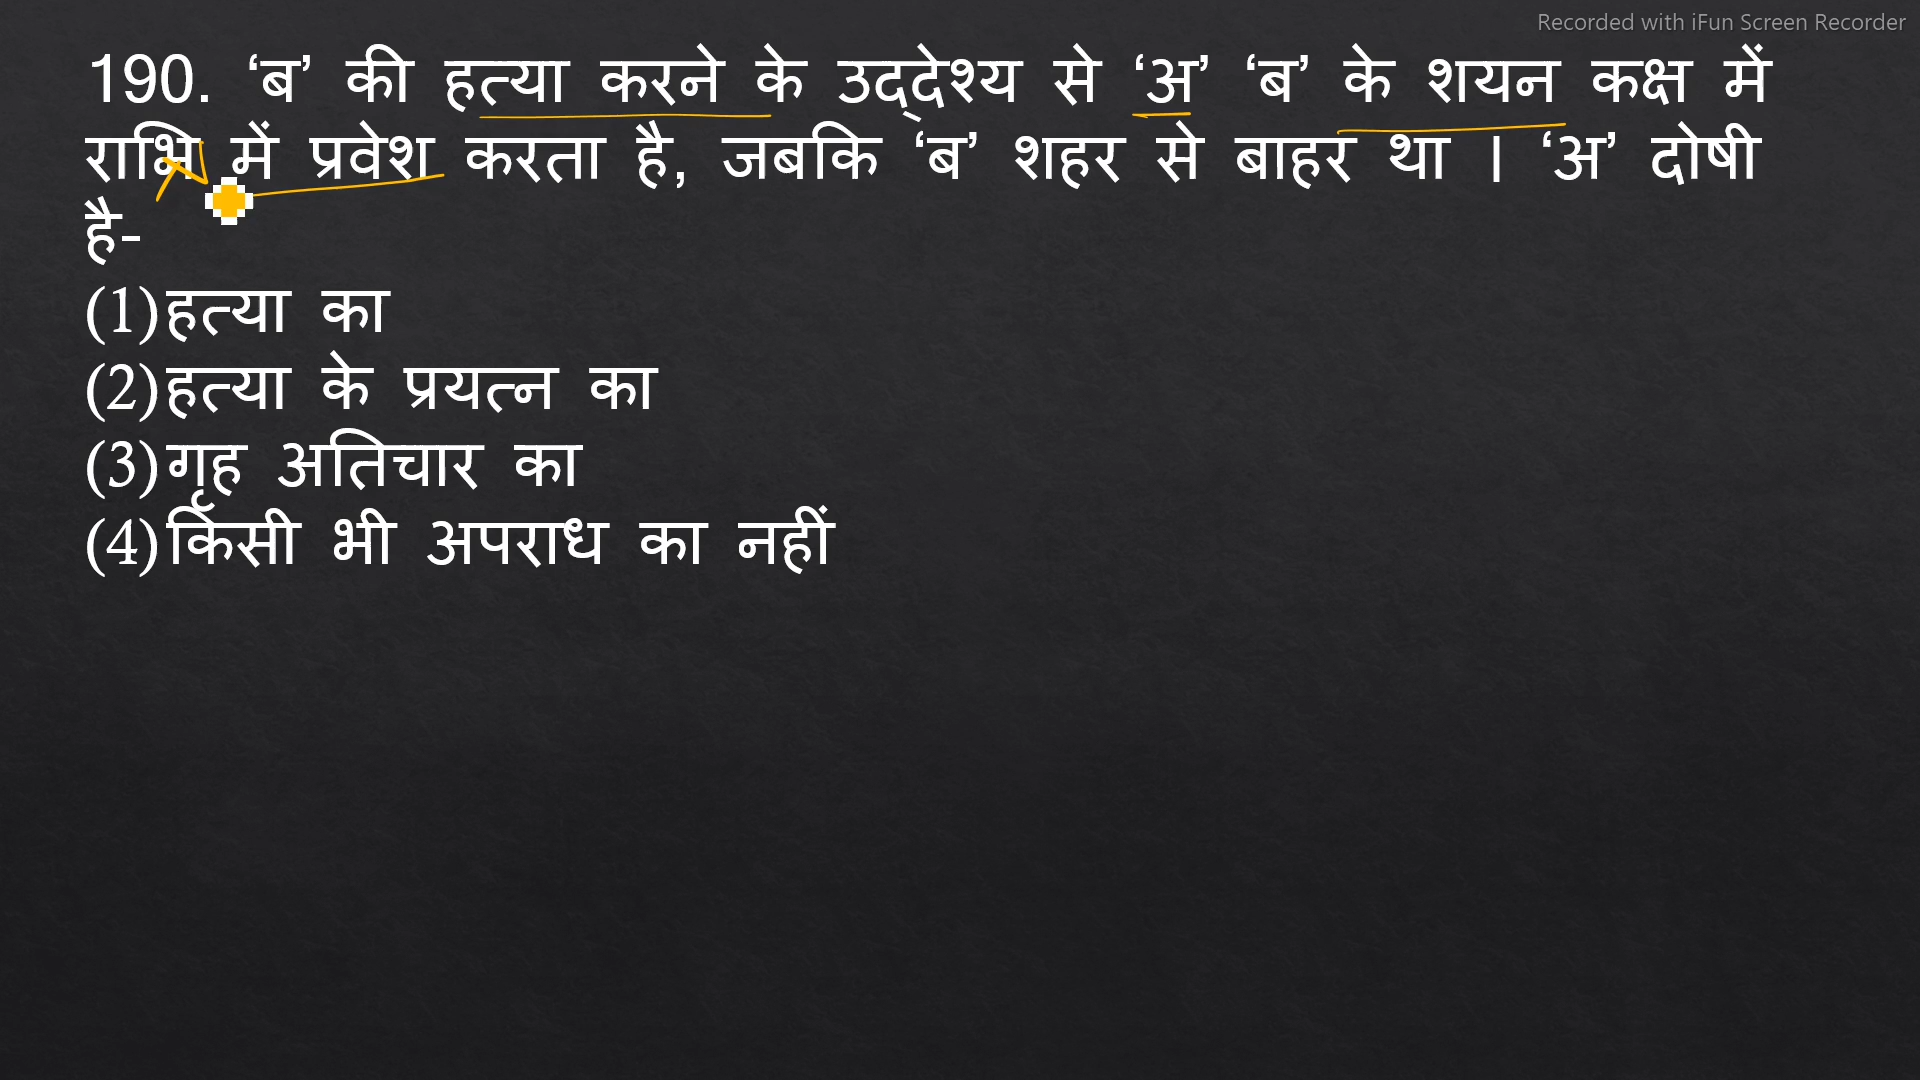 Recorded with iFun Screen Recorder
190. ‘ब’ की हत्या करने के उद्देश्य से ‘अ’ ‘ब’ के शयन कक्ष में
में प्रवेश करता है, जबकि ‘ब’ शहर से बाहर था । ‘अ’ दोषी
है-
(1)हत्या का
(2)हत्या के प्रयत्न का
(3)गृह अतिचार का
(4)किसी भी अपराध का नहीं